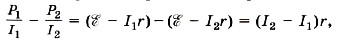 P₁/I₁ − P₂/I₂ = (ℰ − I₁r) − (ℰ − I₂r) = (I₂ − I₁)r,